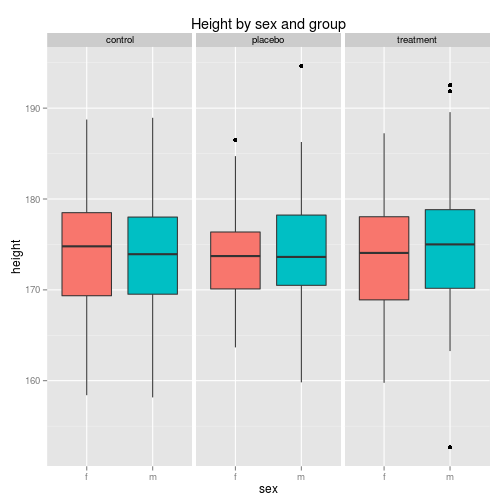 Height by sex and group
control placebo treatment
190
180
170
160
height
f m f m f m
sex